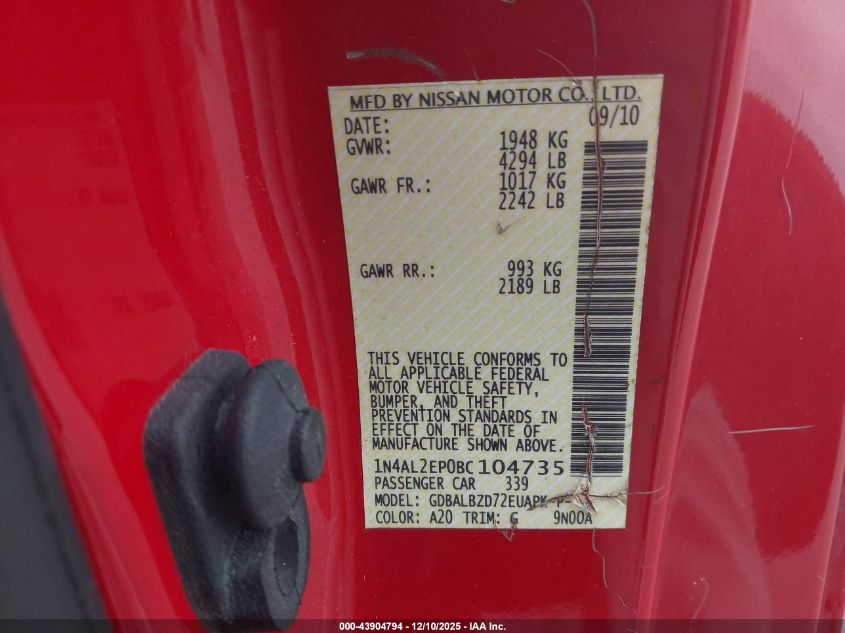 MFD BY NISSAN MOTOR CO., LTD.
DATE: 09/10
GVWR: 1948 KG
4294 LB
GAWR FR.: 1017 KG
2242 LB
GAWR RR.: 993 KG
2189 LB
THIS VEHICLE CONFORMS TO
ALL APPLICABLE FEDERAL
MOTOR VEHICLE SAFETY,
BUMPER, AND THEFT
PREVENTION STANDARDS IN
EFFECT ON THE DATE OF
MANUFACTURE SHOWN ABOVE.
1N4AL2EP0BC104735
PASSENGER CAR 339
MODEL: GDBALBZD72EUAPK
COLOR: A20 TRIM: G 9N00A
000-43904794 - 12/10/2025 - IAA Inc.